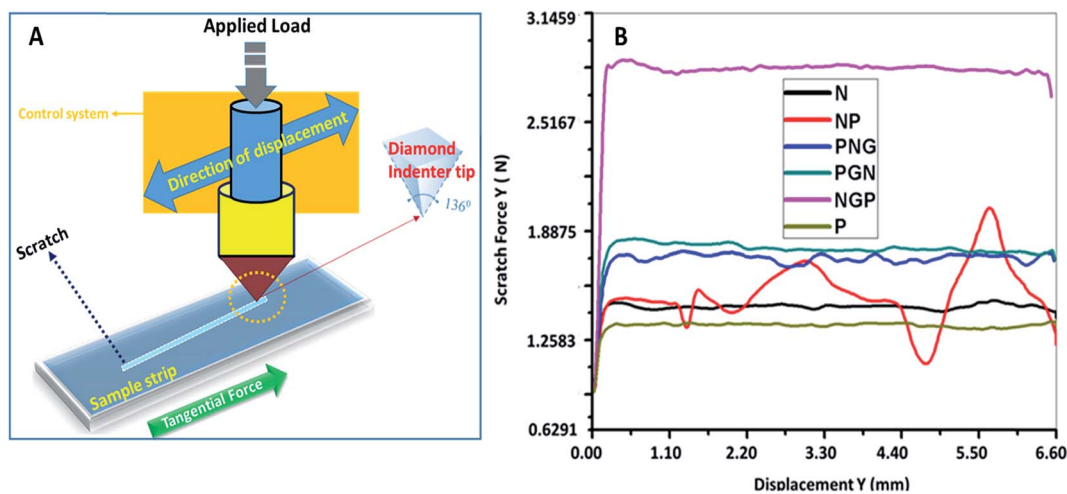 A
Applied Load
Control system
Direction of displacement
Diamond
Indenter tip
136⁰
Scratch
Sample strip
Tangential Force
B
Scratch Force Y ( N)
3.1459
2.5167
1.8875
1.2583
0.6291
N
NP
PNG
PGN
NGP
P
0.00 1.10 2.20 3.30 4.40 5.50 6.60
Displacement Y (mm)